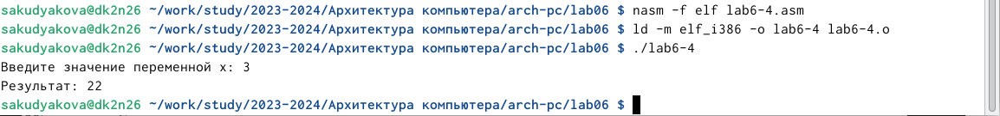 sakudyakova@dk2n26 ~/work/study/2023-2024/Архитектура компьютера/arch-pc/lab06 $ nasm -f elf lab6-4.asm
sakudyakova@dk2n26 ~/work/study/2023-2024/Архитектура компьютера/arch-pc/lab06 $ ld -m elf_i386 -o lab6-4 lab6-4.o
sakudyakova@dk2n26 ~/work/study/2023-2024/Архитектура компьютера/arch-pc/lab06 $ ./lab6-4
Введите значение переменной x: 3
Результат: 22
sakudyakova@dk2n26 ~/work/study/2023-2024/Архитектура компьютера/arch-pc/lab06 $